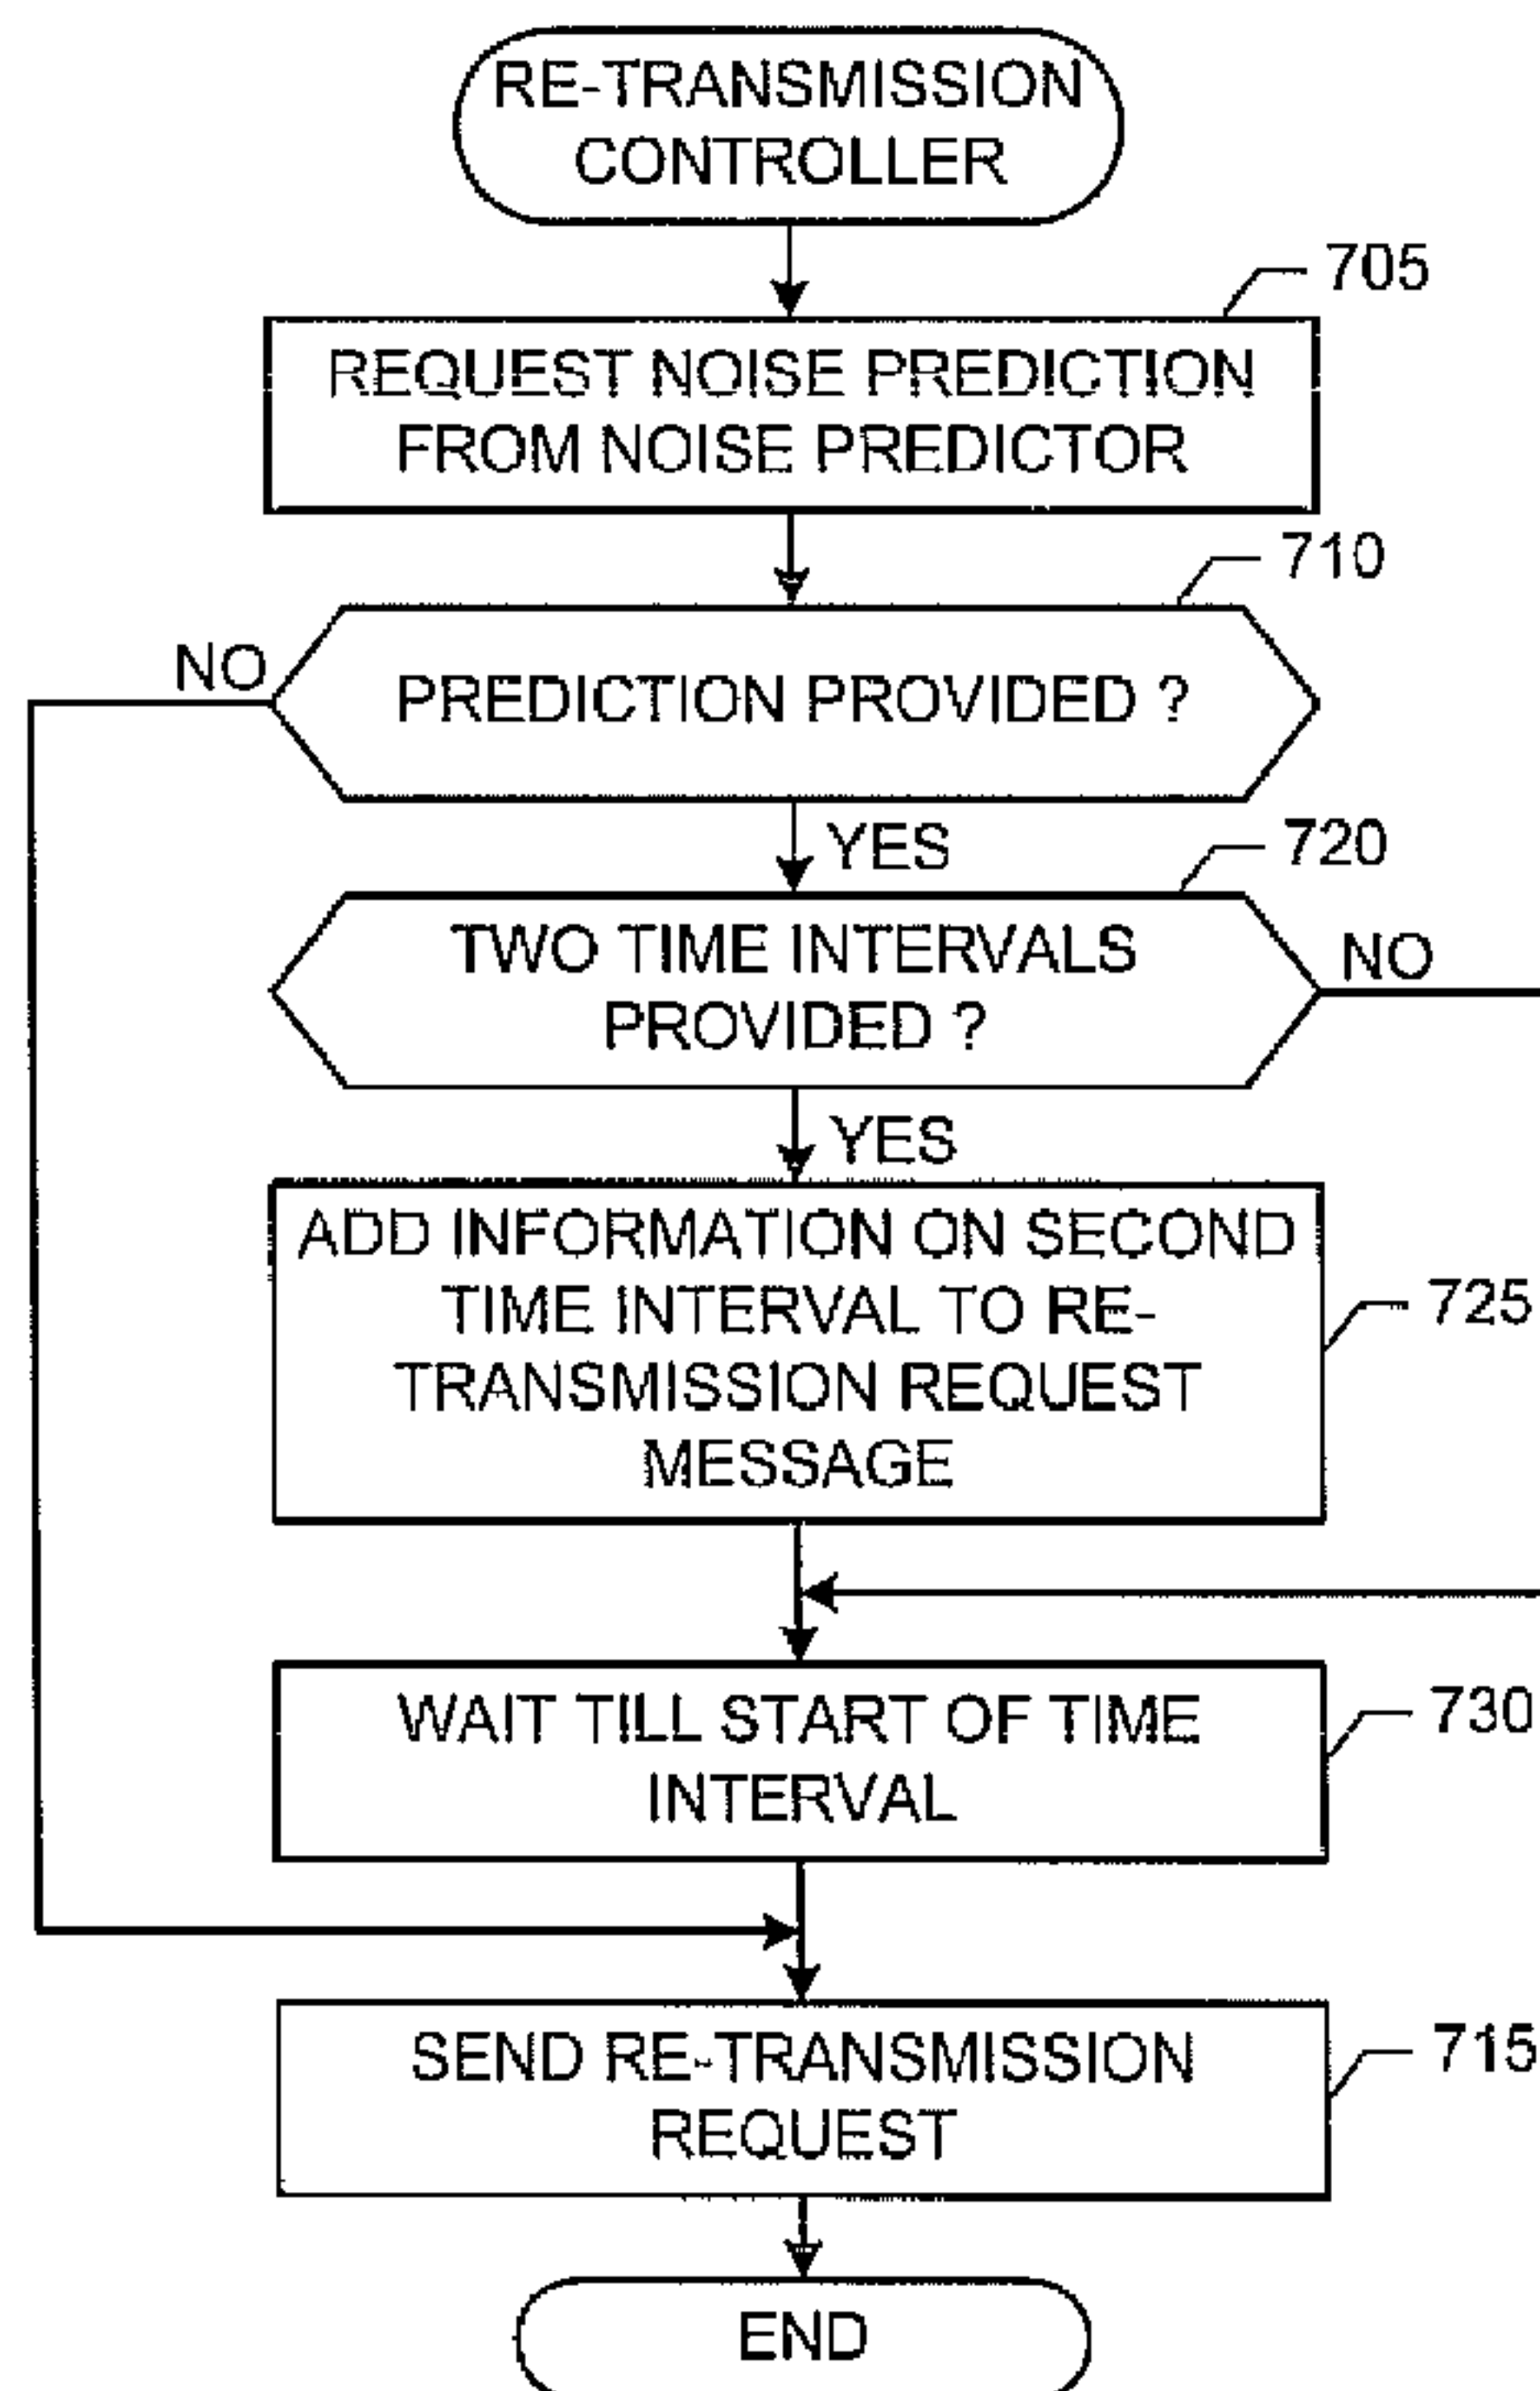 RE-TRANSMISSION
CONTROLLER
705
REQUEST NOISE PREDICTION
FROM NOISE PREDICTOR
710
NO
PREDICTION PROVIDED ?
YES
720
TWO TIME INTERVALS
PROVIDED ?
NO
YES
ADD INFORMATION ON SECOND
TIME INTERVAL TO RE-
TRANSMISSION REQUEST
MESSAGE
725
WAIT TILL START OF TIME
INTERVAL
730
SEND RE-TRANSMISSION
REQUEST
715
END